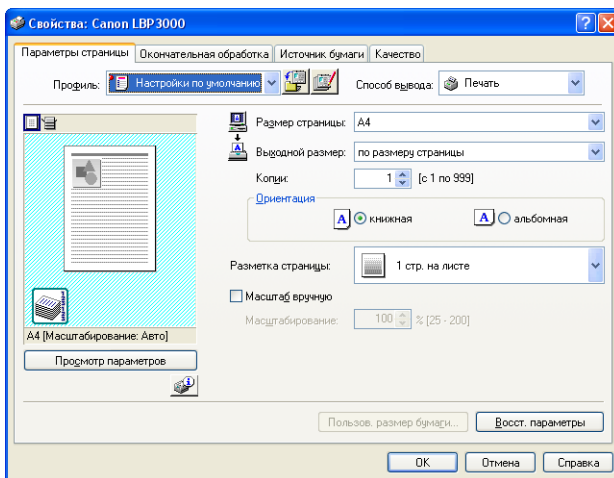 Свойства: Canon LBP3000
Параметры страницы Окончательная обработка Источник бумаги Качество
Профиль: Настройки по умолчанию Способ вывода: Печать
Размер страницы: A4
Выходной размер: по размеру страницы
Копии: 1 [с 1 по 999]
Ориентация
A книжная A альбомная
Разметка страницы: 1 стр. на листе
Масштаб вручную
Масштабирование: 100 % [25 - 200]
A4 [Масштабирование: Авто]
Просмотр параметров
Пользов. размер бумаги... Восст. параметры
OK Отмена Справка